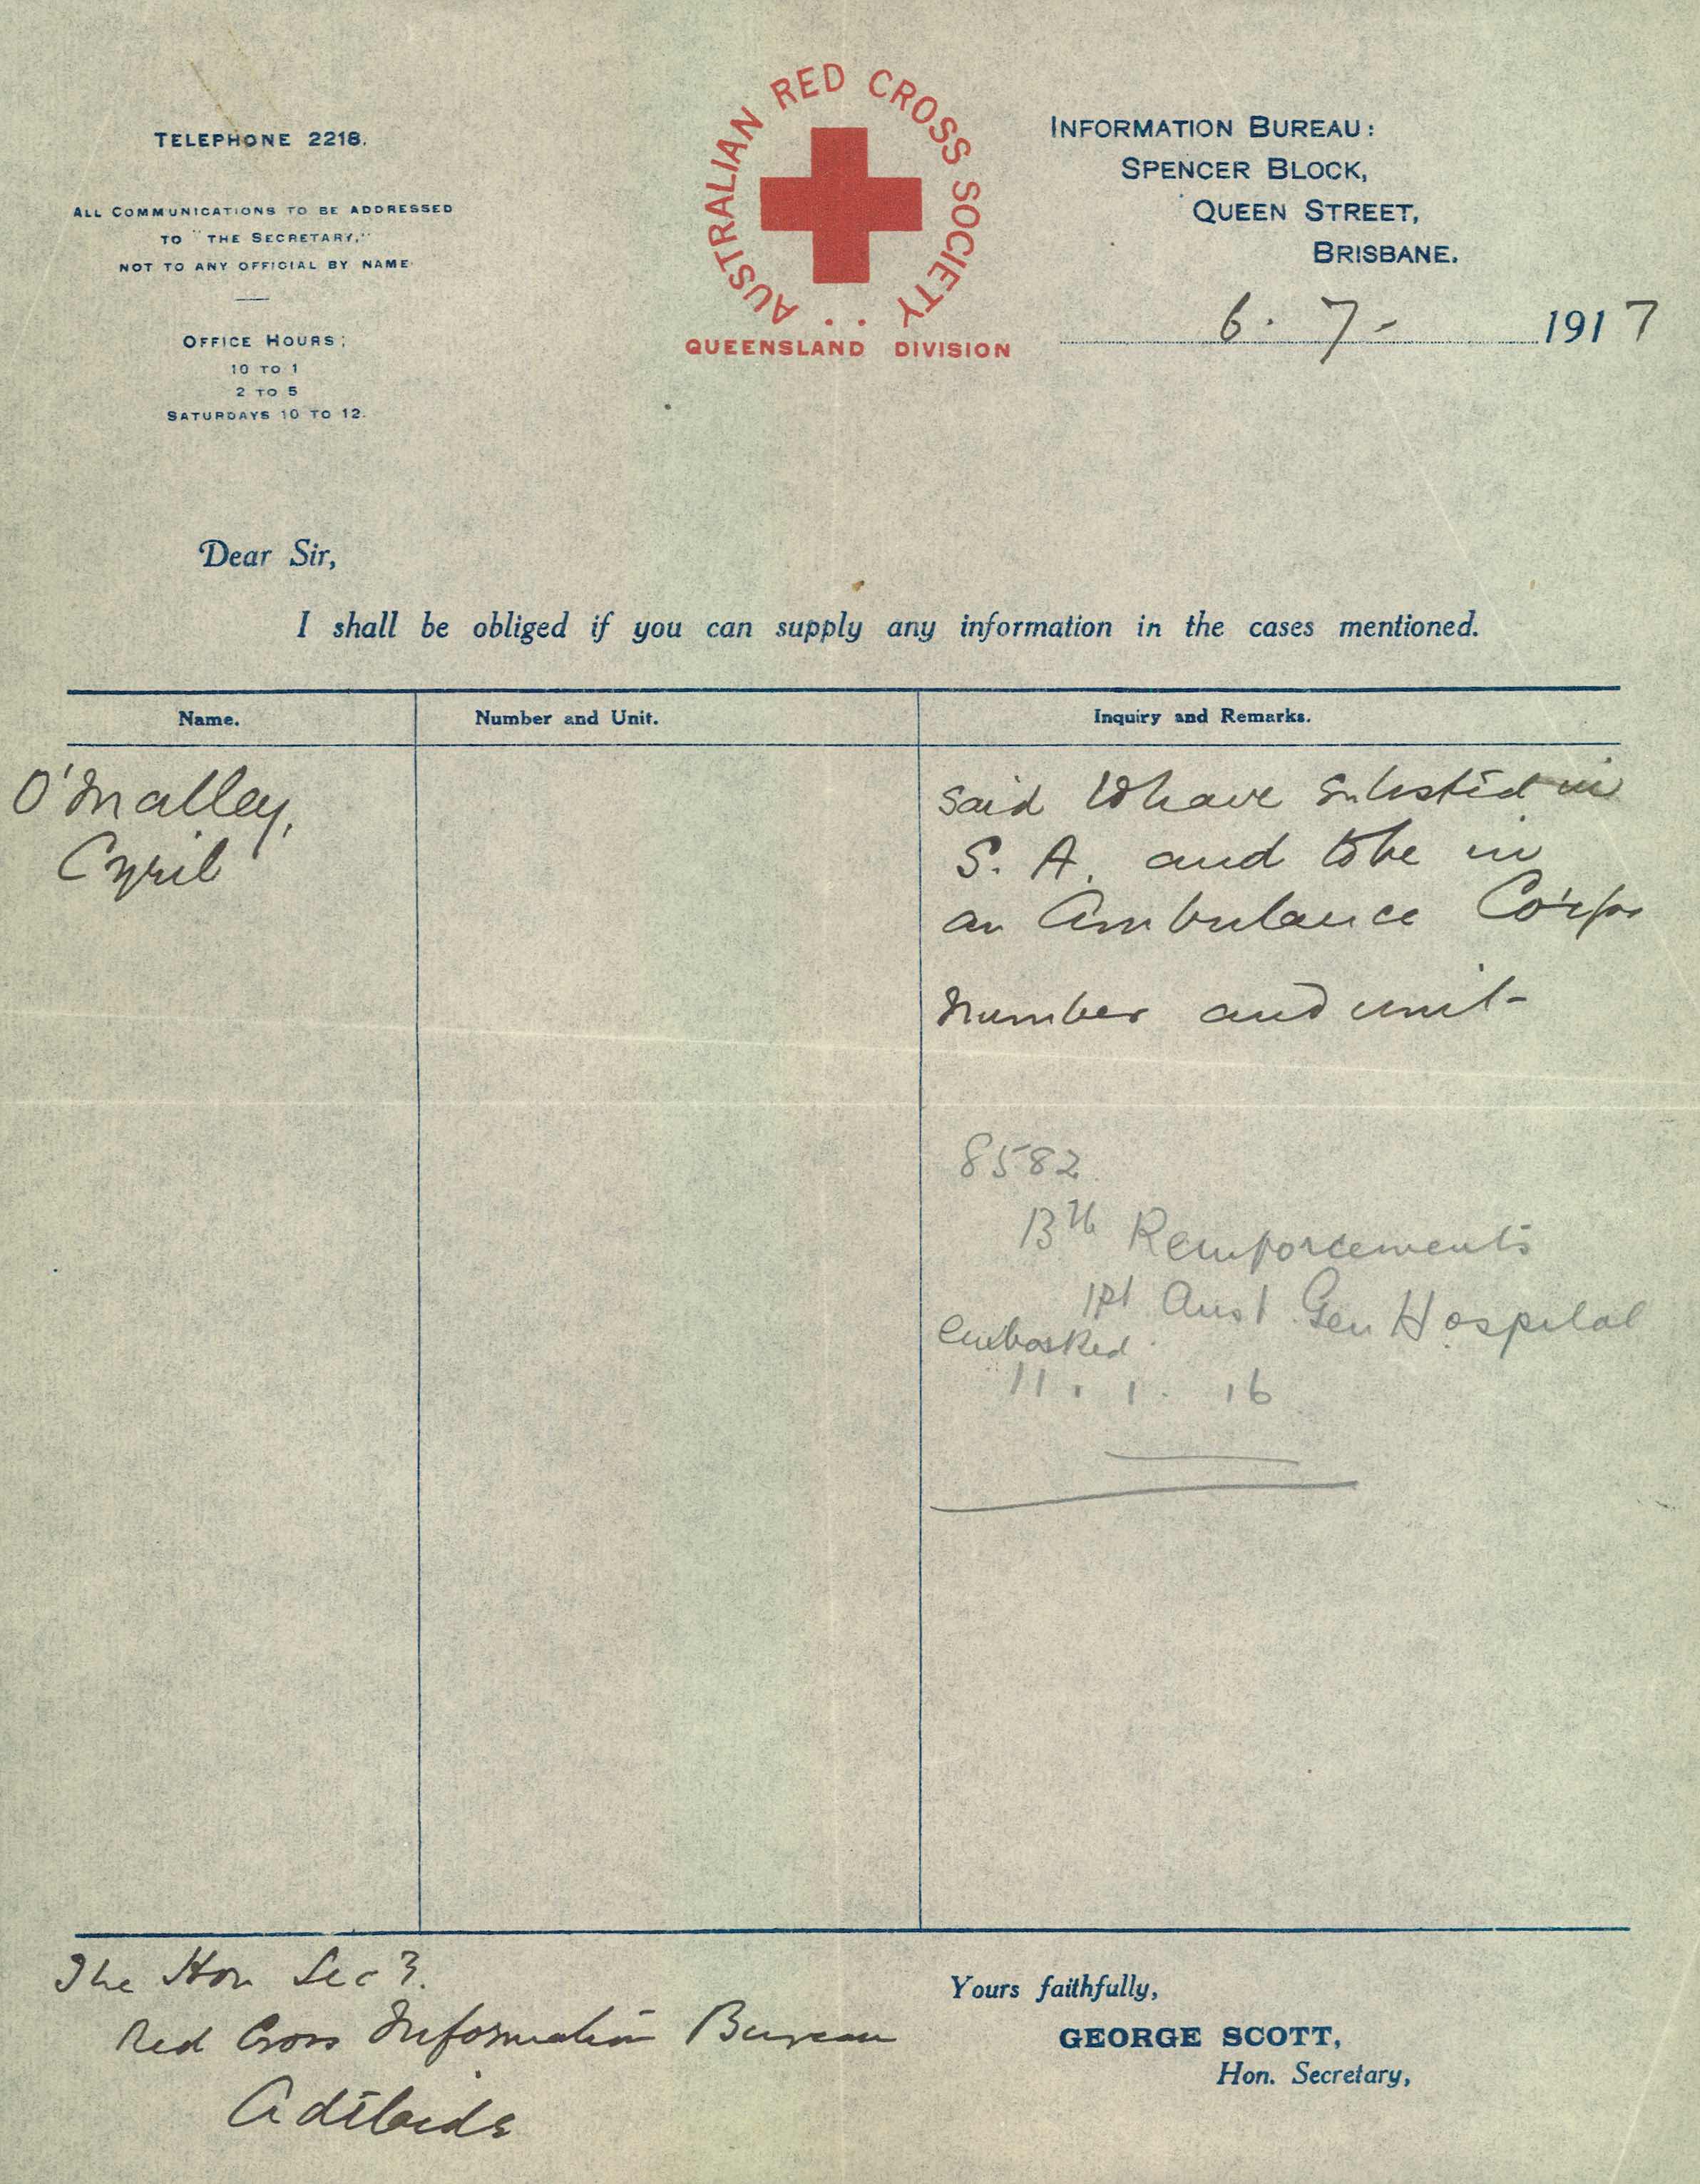 TELEPHONE 2218.
ALL COMMUNICATIONS TO BE ADDRESSED
TO "THE SECRETARY,"
NOT TO ANY OFFICIAL BY NAME
OFFICE HOURS:
10 TO 1
2 TO 5
SATURDAYS 10 TO 12.
AUSTRALIAN RED CROSS SOCIETY
QUEENSLAND DIVISION
INFORMATION BUREAU:
SPENCER BLOCK,
QUEEN STREET,
BRISBANE.
6. 7- 1917
Dear Sir,
I shall be obliged if you can supply any information in the cases mentioned.
Name. Number and Unit. Inquiry and Remarks.
O'Malley,
Cyril
said to have enlisted in
S. A. and to be in
an Ambulance Corps
Number and unit-
8582
13th Reinforcements
1st Aust Gen Hospital
Embarked.
11. 1. 16
The Hon Secy.
Red Cross Information Bureau
Adelaide
Yours faithfully,
GEORGE SCOTT,
Hon. Secretary,